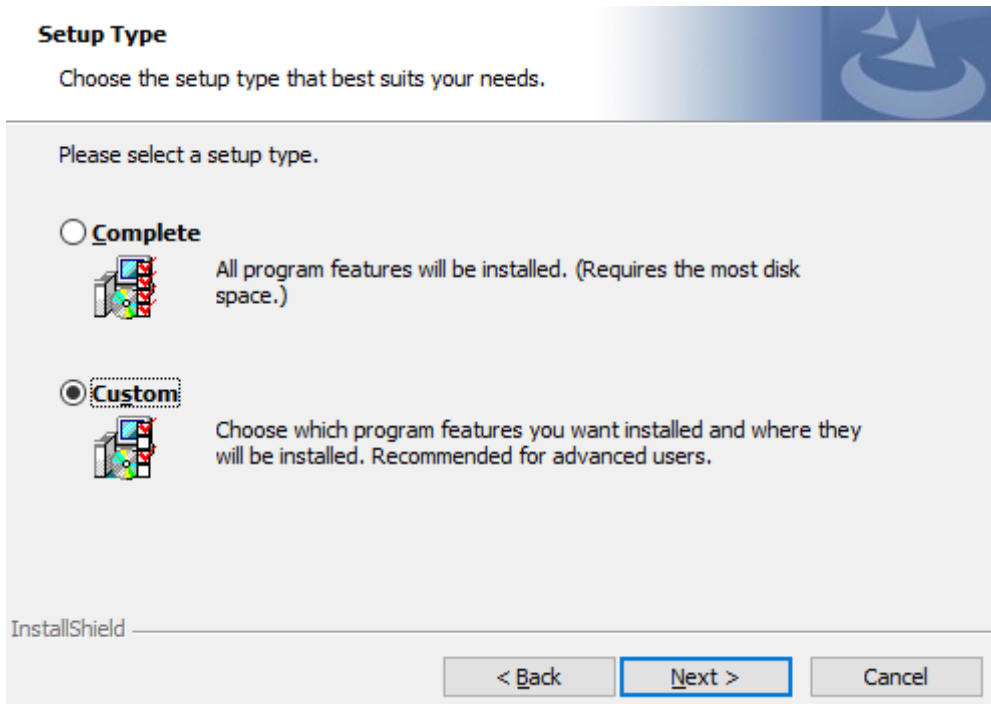 Setup Type
Choose the setup type that best suits your needs.
Please select a setup type.
Complete
All program features will be installed. (Requires the most disk
space.)
Custom
Choose which program features you want installed and where they
will be installed. Recommended for advanced users.
InstallShield
< Back Next > Cancel